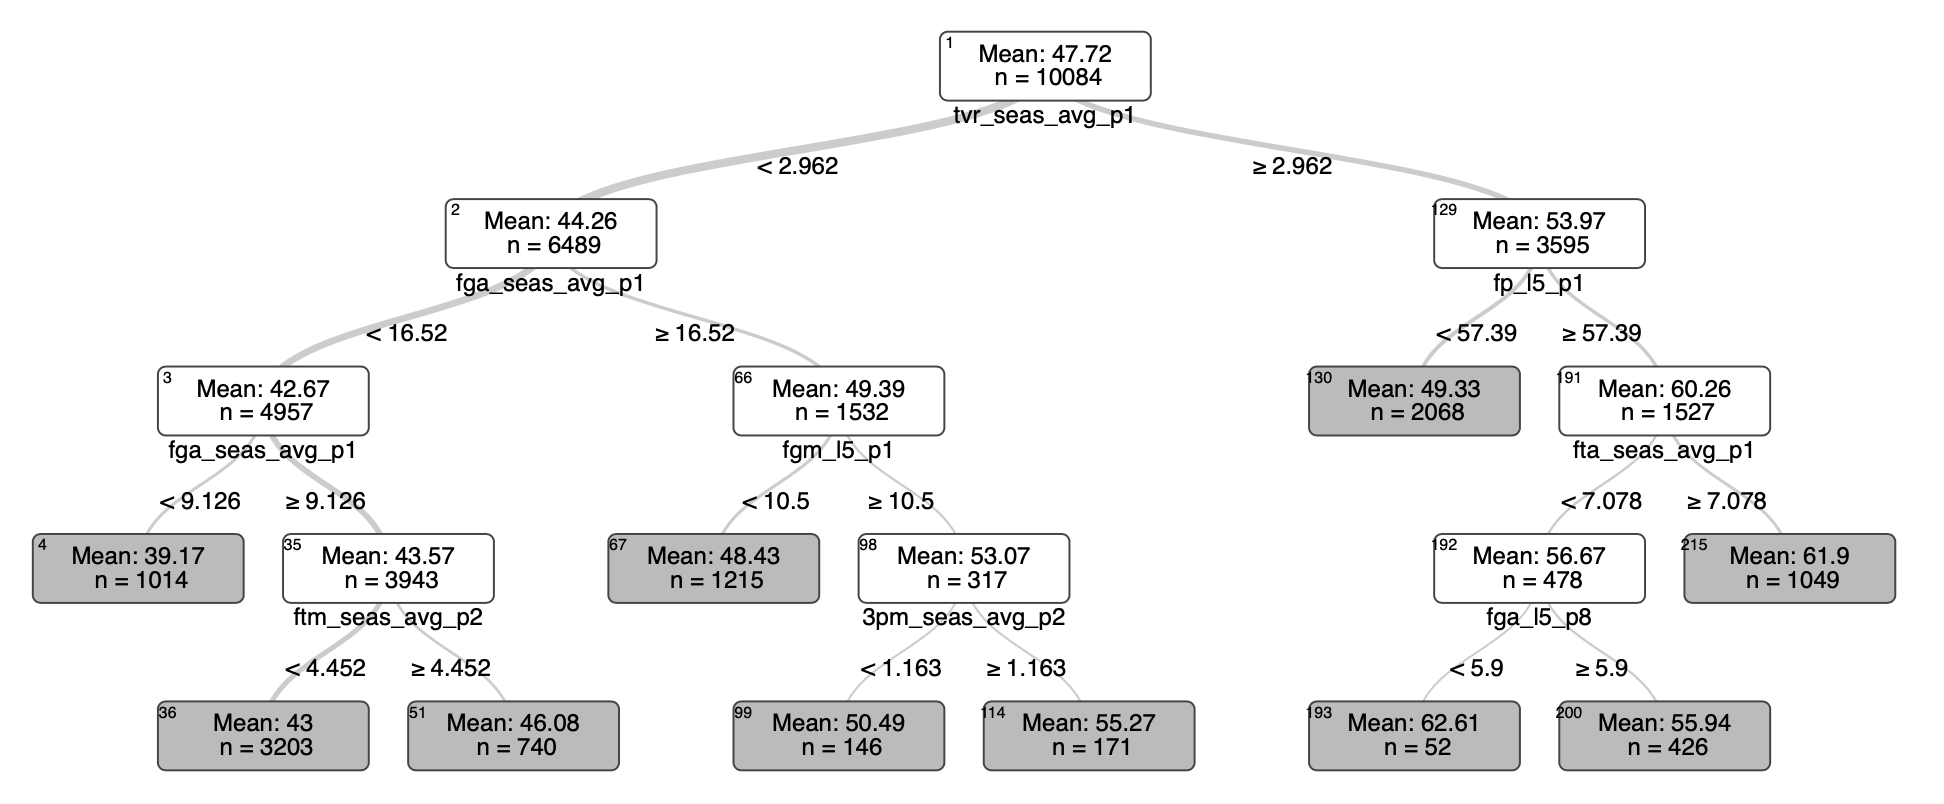 1
Mean: 47.72
n = 10084
tvr_seas_avg_p1
< 2.962
≥ 2.962
2
Mean: 44.26
n = 6489
fga_seas_avg_p1
129
Mean: 53.97
n = 3595
fp_l5_p1
< 16.52
≥ 16.52
< 57.39
≥ 57.39
3
Mean: 42.67
n = 4957
fga_seas_avg_p1
66
Mean: 49.39
n = 1532
fgm_l5_p1
130
Mean: 49.33
n = 2068
191
Mean: 60.26
n = 1527
fta_seas_avg_p1
< 9.126
≥ 9.126
< 10.5
≥ 10.5
< 7.078
≥ 7.078
4
Mean: 39.17
n = 1014
35
Mean: 43.57
n = 3943
ftm_seas_avg_p2
67
Mean: 48.43
n = 1215
98
Mean: 53.07
n = 317
3pm_seas_avg_p2
192
Mean: 56.67
n = 478
fga_l5_p8
215
Mean: 61.9
n = 1049
< 4.452
≥ 4.452
< 1.163
≥ 1.163
< 5.9
≥ 5.9
36
Mean: 43
n = 3203
51
Mean: 46.08
n = 740
99
Mean: 50.49
n = 146
114
Mean: 55.27
n = 171
193
Mean: 62.61
n = 52
200
Mean: 55.94
n = 426